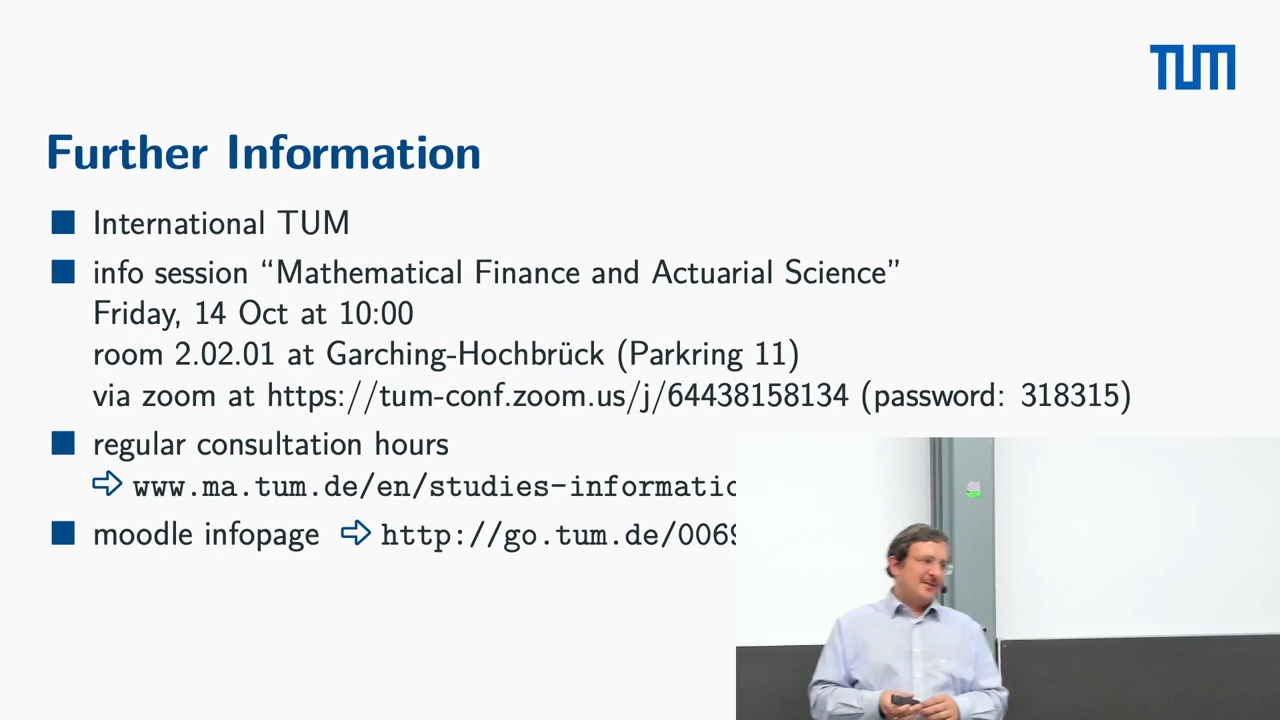 TUM
Further Information
International TUM
info session “Mathematical Finance and Actuarial Science”
Friday, 14 Oct at 10:00
room 2.02.01 at Garching-Hochbrück (Parkring 11)
via zoom at https://tum-conf.zoom.us/j/64438158134 (password: 318315)
regular consultation hours
⇨ www.ma.tum.de/en/studies-informatio
moodle infopage ⇨ http://go.tum.de/0069